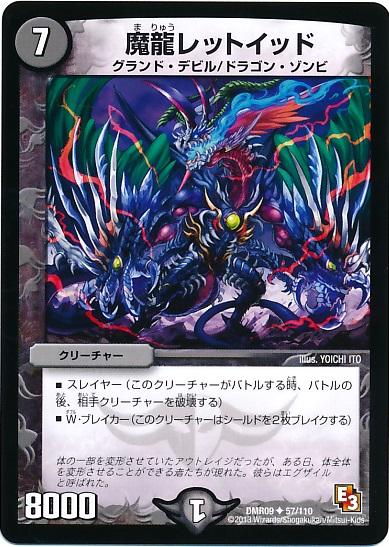 7
まりゅう
魔龍レットイッド
グランド・デビル/ドラゴン・ゾンビ
illus. YOICHI ITO
クリーチャー
■ スレイヤー(このクリーチャーがバトルする時、バトルの
後、相手クリーチャーを破壊する)
■ W・ブレイカー(このクリーチャーはシールドを2枚ブレイクする)
体の一部を変形させていたアウトレイジだったが、ある日、体全体
を変形させることができる者たちが現れた。彼らはエグザイル
と呼ばれた。
8000
1
E3
DMR09 ◆ 57/110
©2013 Wizards/Shogakukan/Mitsui-Kids